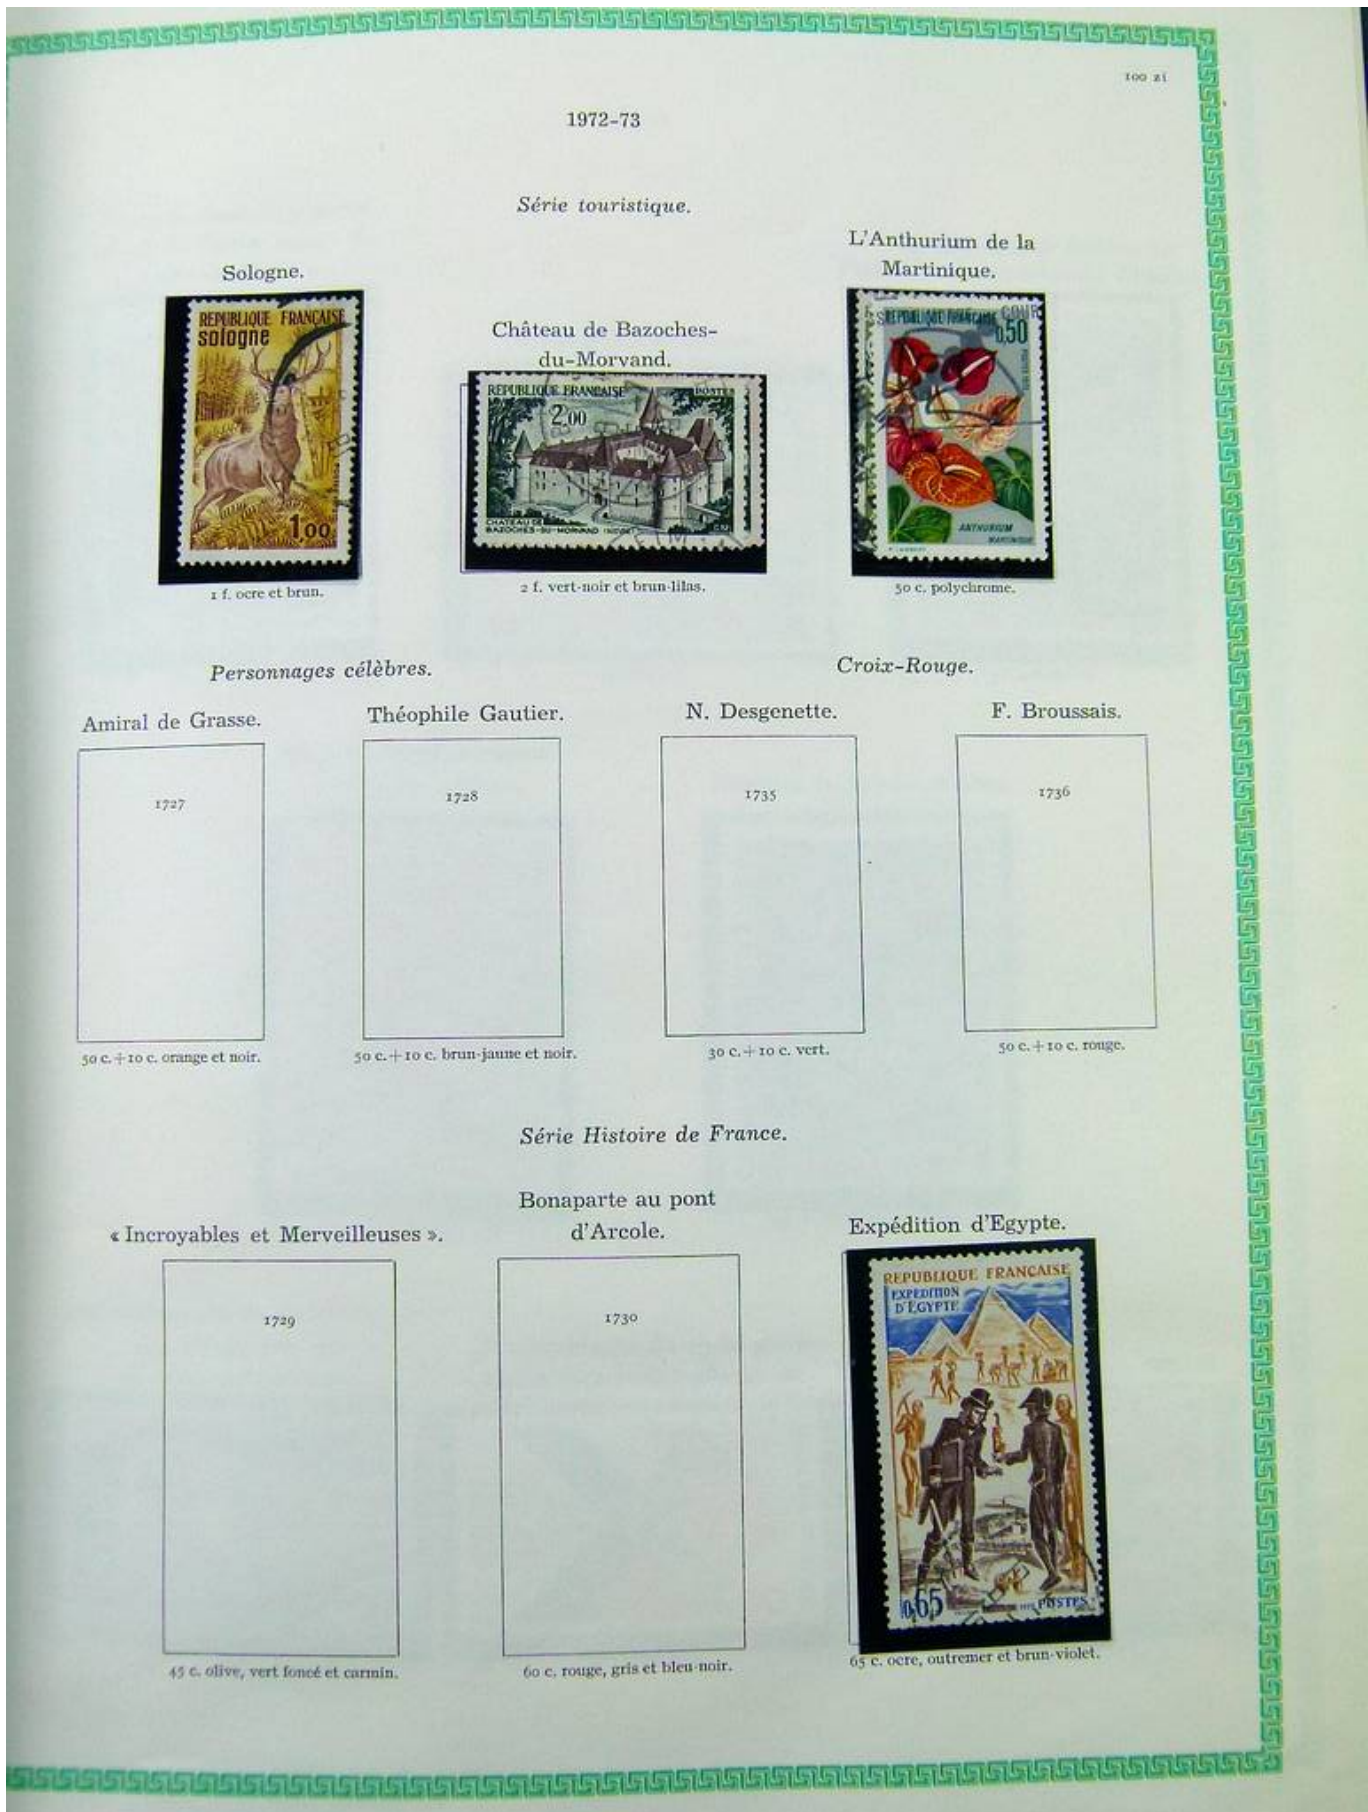 100 zi
1972-73
Série touristique.
Sologne.
REPUBLIQUE FRANÇAISE
sologne
1.00
1 f. ocre et brun.
Château de Bazoches-
du-Morvand.
REPUBLIQUE FRANÇAISE
POSTES
2,00
CHATEAU DE
BAZOCHES-DU-MORVAND
2 f. vert-noir et brun-lilas.
L'Anthurium de la
Martinique.
REPUBLIQUE FRANÇAISE
0,50
ANTHURIUM
MARTINIQUE
50 c. polychrome.
Personnages célèbres.
Croix-Rouge.
Amiral de Grasse.
1727
50 c.+10 c. orange et noir.
Théophile Gautier.
1728
50 c.+10 c. brun-jaune et noir.
N. Desgenette.
1735
30 c.+10 c. vert.
F. Broussais.
1736
50 c.+10 c. rouge.
Série Histoire de France.
« Incroyables et Merveilleuses ».
1729
45 c. olive, vert foncé et carmin.
Bonaparte au pont
d'Arcole.
1730
60 c. rouge, gris et bleu-noir.
Expédition d'Egypte.
REPUBLIQUE FRANÇAISE
EXPEDITION
D'EGYPTE
0,65
POSTES
65 c. ocre, outremer et brun-violet.